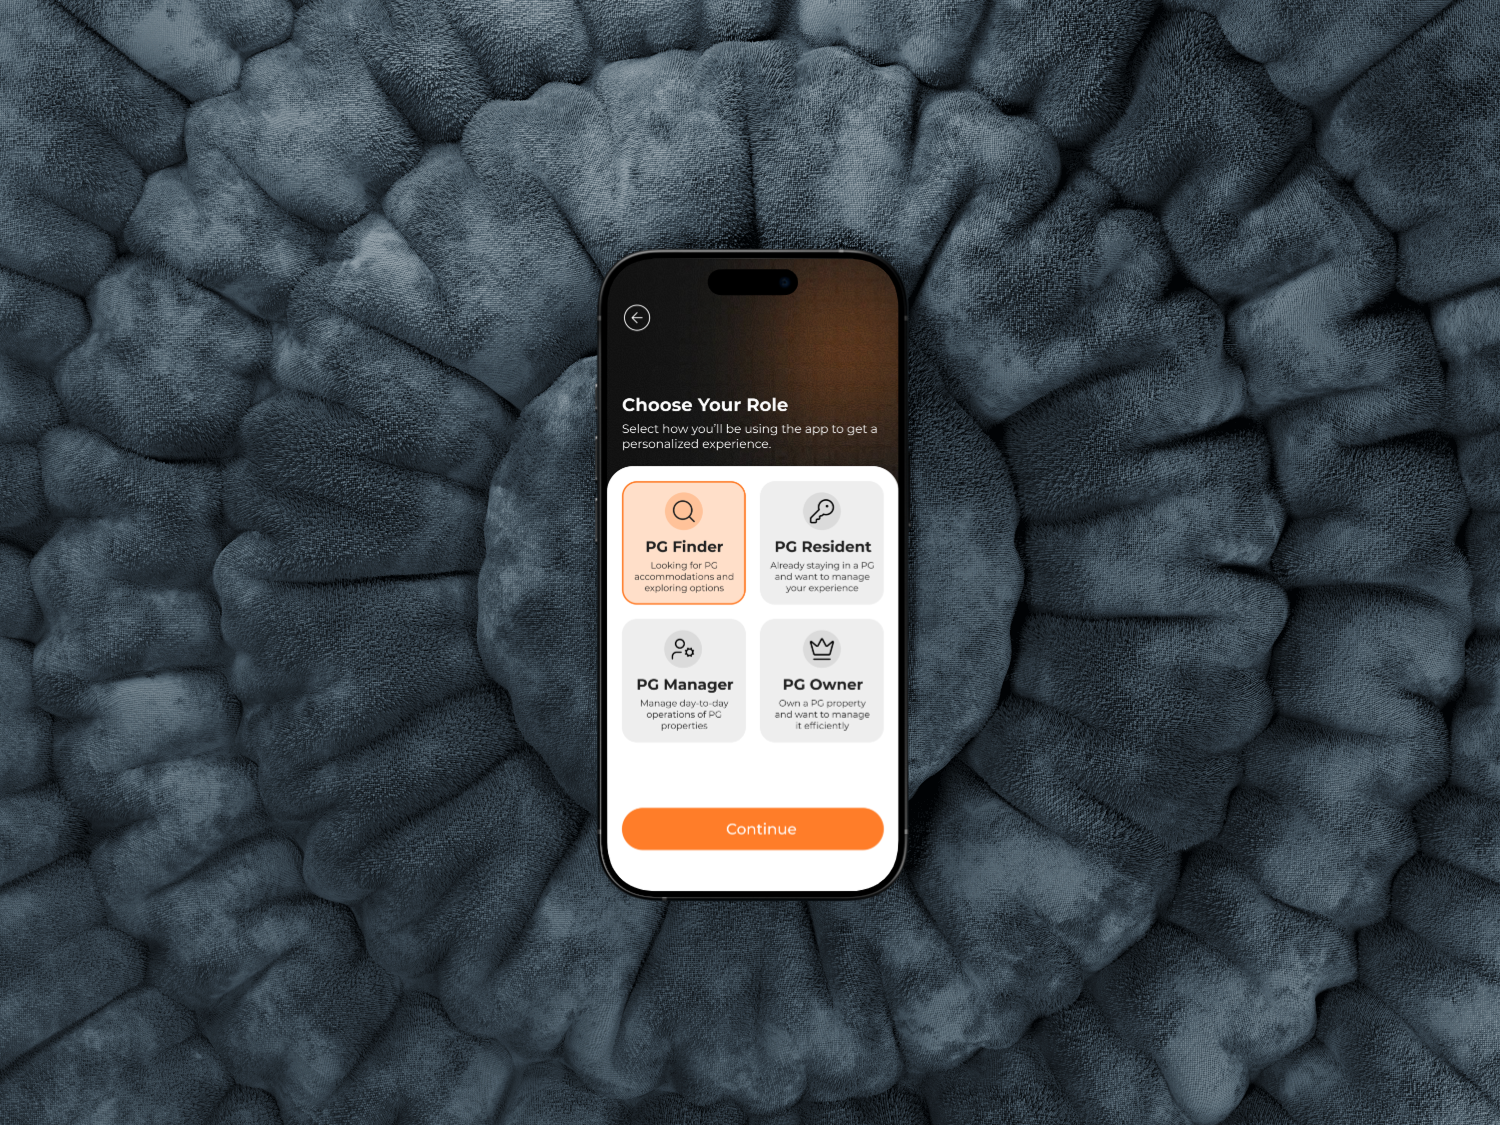 Choose Your Role
Select how you'll be using the app to get a
personalized experience.
PG Finder
Looking for PG
accommodations and
exploring options
PG Resident
Already staying in a PG
and want to manage
your experience
PG Manager
Manage day-to-day
operations of PG
properties
PG Owner
Own a PG property
and want to manage
it efficiently
Continue